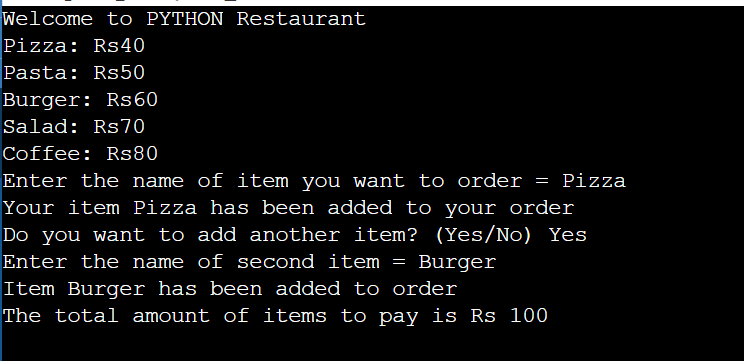 Welcome to PYTHON Restaurant
Pizza: Rs40
Pasta: Rs50
Burger: Rs60
Salad: Rs70
Coffee: Rs80
Enter the name of item you want to order = Pizza
Your item Pizza has been added to your order
Do you want to add another item? (Yes/No) Yes
Enter the name of second item = Burger
Item Burger has been added to order
The total amount of items to pay is Rs 100